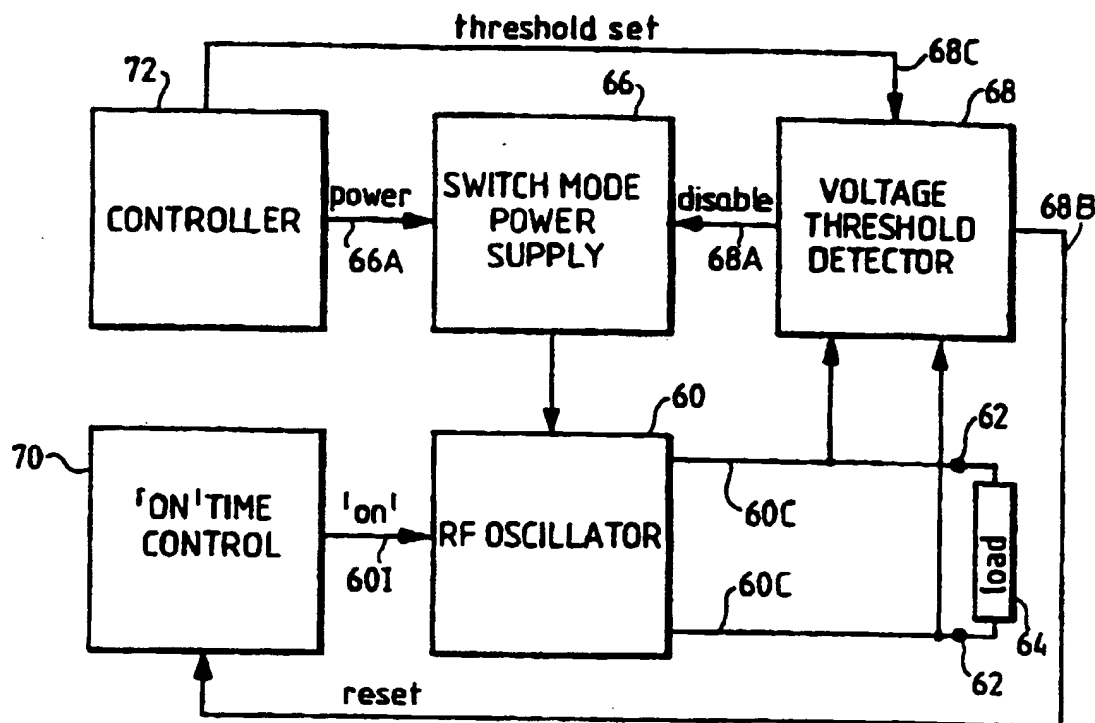 threshold set
72
66
68C
68
CONTROLLER
power
66A
SWITCH MODE
POWER
SUPPLY
disable
68A
VOLTAGE
THRESHOLD
DETECTOR
68B
60
62
70
'ON' TIME
CONTROL
'on'
60I
RF OSCILLATOR
60C
60C
load
62
64
reset